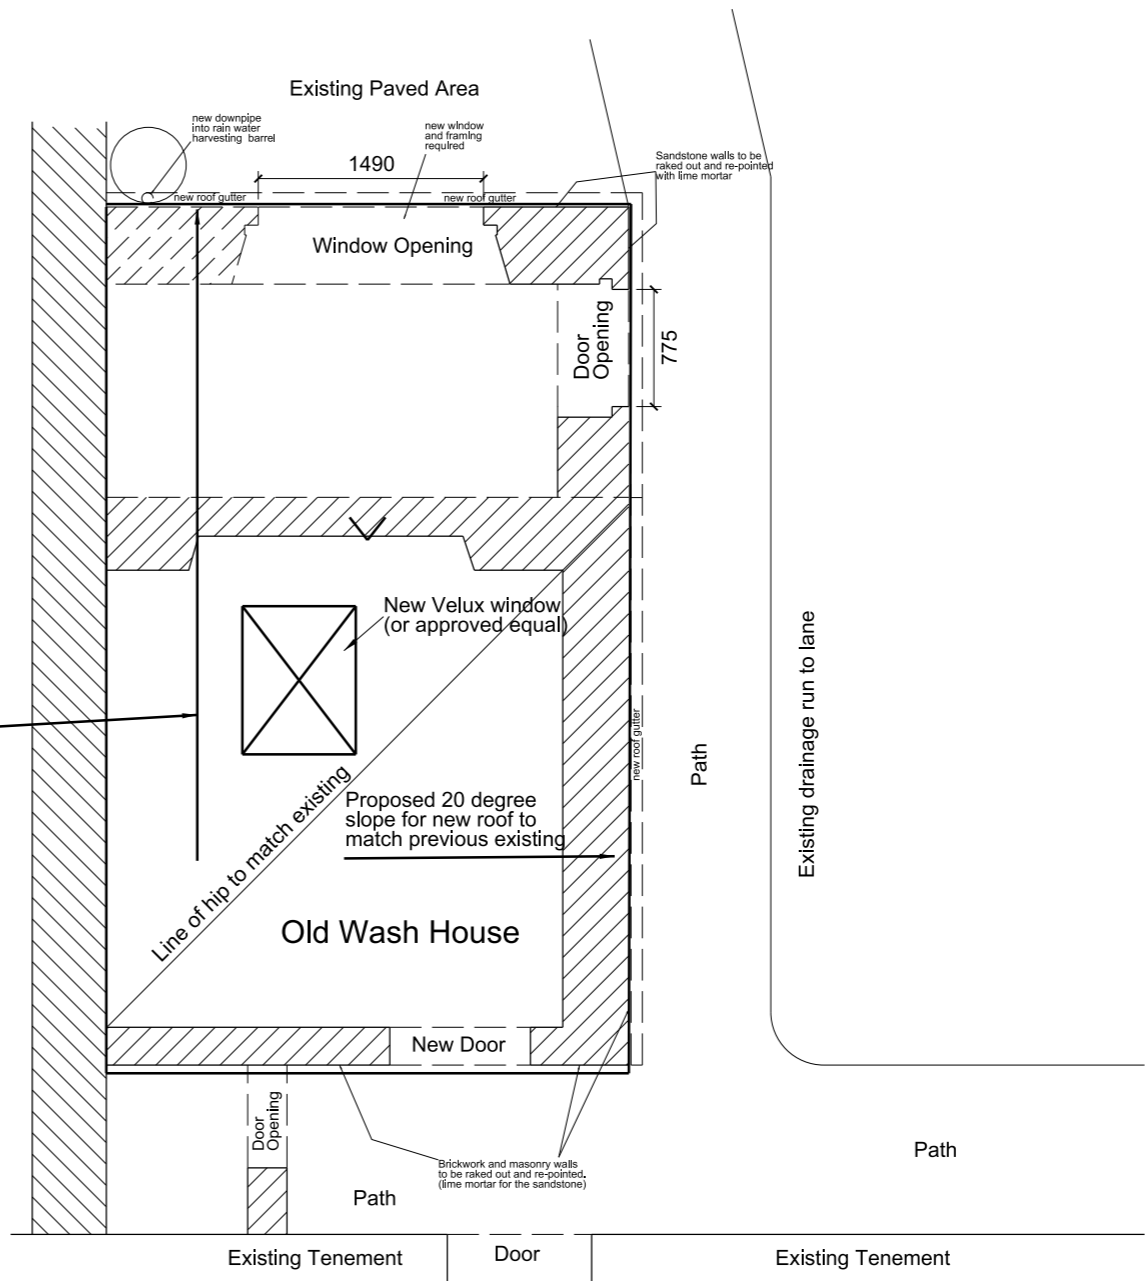 Existing Paved Area
new downpipe
into rain water
harvesting barrel
new window
and framing
required
1490
Sandstone walls to be
raked out and re-pointed
with lime mortar
new roof gutter
new roof gutter
Window Opening
Door
Opening
775
New Velux window
(or approved equal)
Line of hip to match existing
Proposed 20 degree
slope for new roof to
match previous existing
new roof gutter
Path
Existing drainage run to lane
Old Wash House
New Door
Door
Opening
Brickwork and masonry walls
to be raked out and re-pointed.
(lime mortar for the sandstone)
Path
Path
Existing Tenement
Door
Existing Tenement